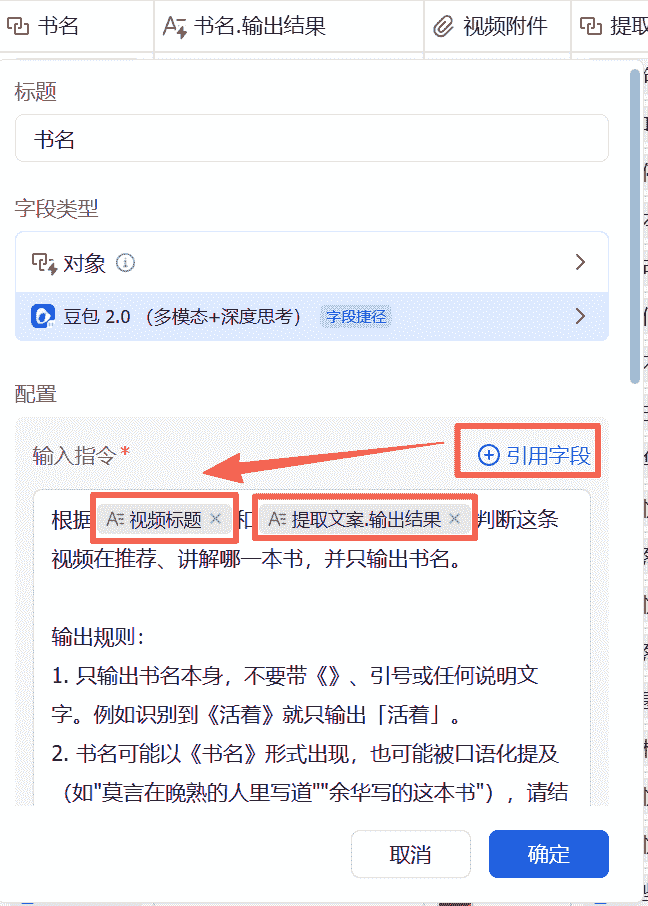 书名 书名.输出结果 视频附件 提取
标题
书名
字段类型
对象
豆包 2.0 （多模态+深度思考） 字段捷径
配置
输入指令* 引用字段
根据 视频标题 × 和 提取文案.输出结果 × 判断这条
视频在推荐、讲解哪一本书，并只输出书名。
输出规则：
1. 只输出书名本身，不要带《》、引号或任何说明文
字。例如识别到《活着》就只输出「活着」。
2. 书名可能以《书名》形式出现，也可能被口语化提及
（如"莫言在晚熟的人里写道""余华写的这本书"），请结
取消 确定